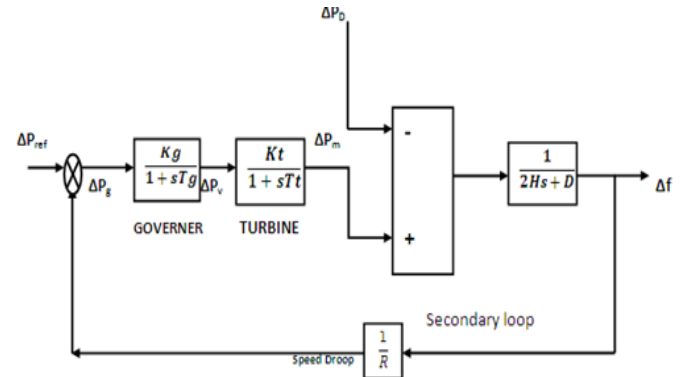 ΔP_D
ΔP_ref
ΔP_g
Kg
1 + sTg
ΔP_v
Kt
1 + sTt
ΔP_m
GOVERNER
TURBINE
-
+
1
2Hs + D
Δf
Secondary loop
Speed Droop
1
R